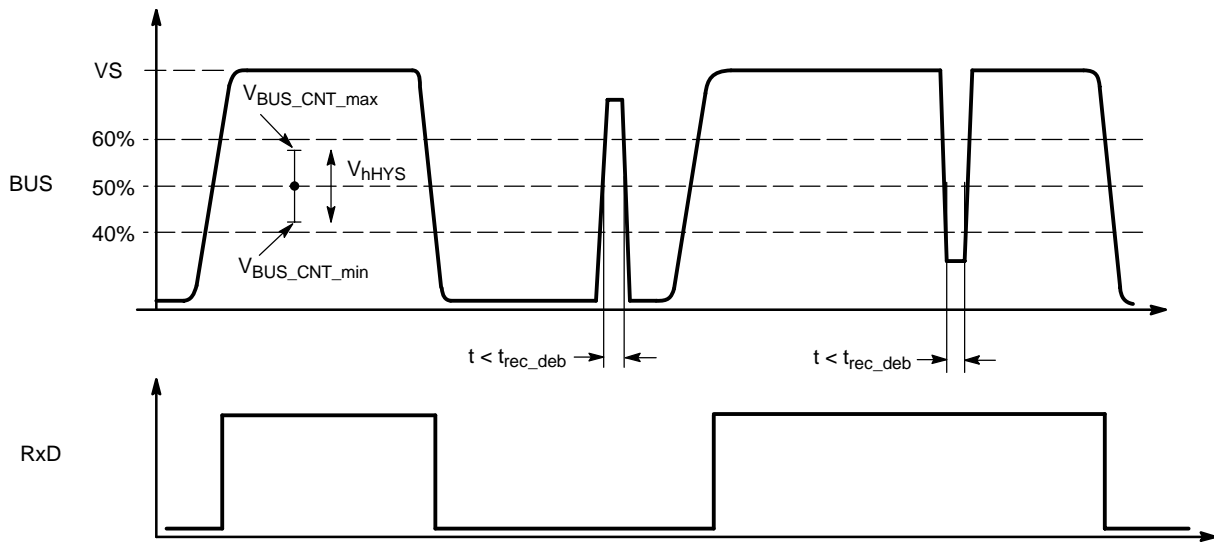 VS
V_BUS_CNT_max
60%
V_hHYS
BUS
50%
40%
V_BUS_CNT_min
t < t_rec_deb
t < t_rec_deb
RxD